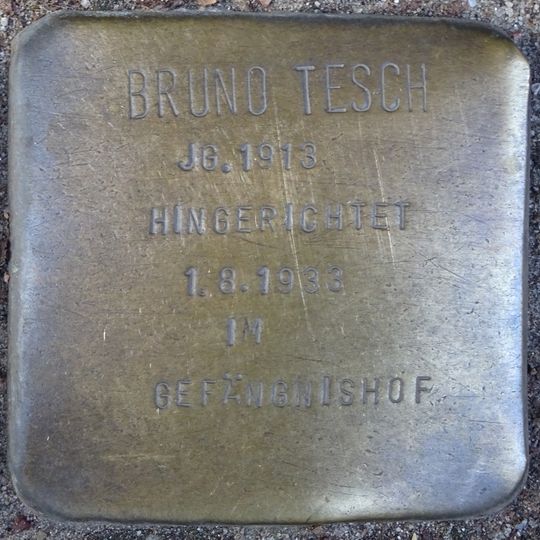 BRUNO TESCH
JG. 1913
HINGERICHTET
1.8.1933
IM
GEFÄNGNISHOF